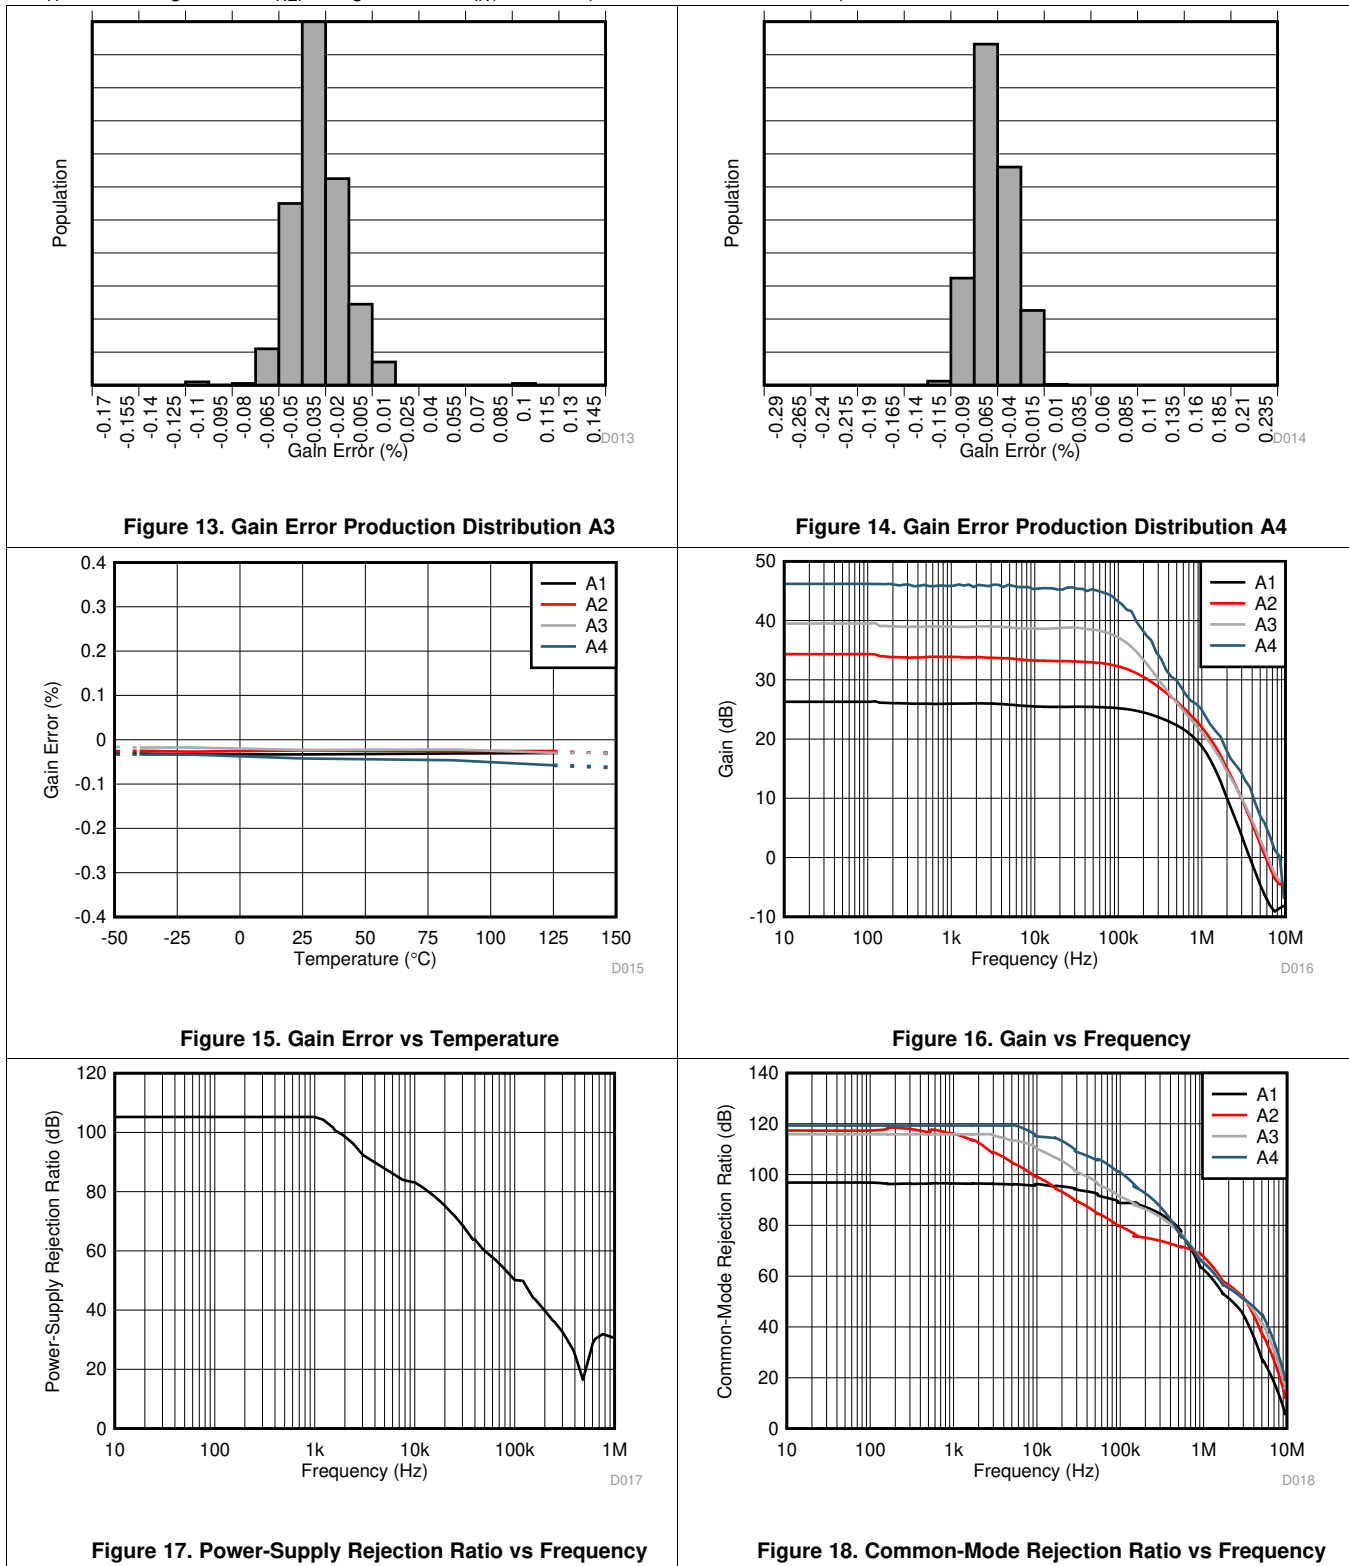 Population
-0.17
-0.155
-0.14
-0.125
-0.11
-0.095
-0.08
-0.065
-0.05
-0.035
-0.02
-0.005
0.01
0.025
0.04
0.055
0.07
0.085
0.1
0.115
0.13
0.1450
Gain Error (%)
D013
Figure 13. Gain Error Production Distribution A3
Population
-0.29
-0.265
-0.24
-0.215
-0.19
-0.165
-0.14
-0.115
-0.09
-0.065
-0.04
-0.015
0.01
0.035
0.06
0.085
0.11
0.135
0.16
0.185
0.21
0.235
Gain Error (%)
D014
Figure 14. Gain Error Production Distribution A4
0.4
0.3
0.2
0.1
0
-0.1
-0.2
-0.3
-0.4
Gain Error (%)
A1
A2
A3
A4
-50 -25 0 25 50 75 100 125 150
Temperature (°C)
D015
Figure 15. Gain Error vs Temperature
50
40
30
20
10
0
-10
Gain (dB)
A1
A2
A3
A4
10 100 1k 10k 100k 1M 10M
Frequency (Hz)
D016
Figure 16. Gain vs Frequency
120
100
80
60
40
20
0
Power-Supply Rejection Ratio (dB)
10 100 1k 10k 100k 1M
Frequency (Hz)
D017
Figure 17. Power-Supply Rejection Ratio vs Frequency
140
120
100
80
60
40
20
0
Common-Mode Rejection Ratio (dB)
A1
A2
A3
A4
10 100 1k 10k 100k 1M 10M
Frequency (Hz)
D018
Figure 18. Common-Mode Rejection Ratio vs Frequency